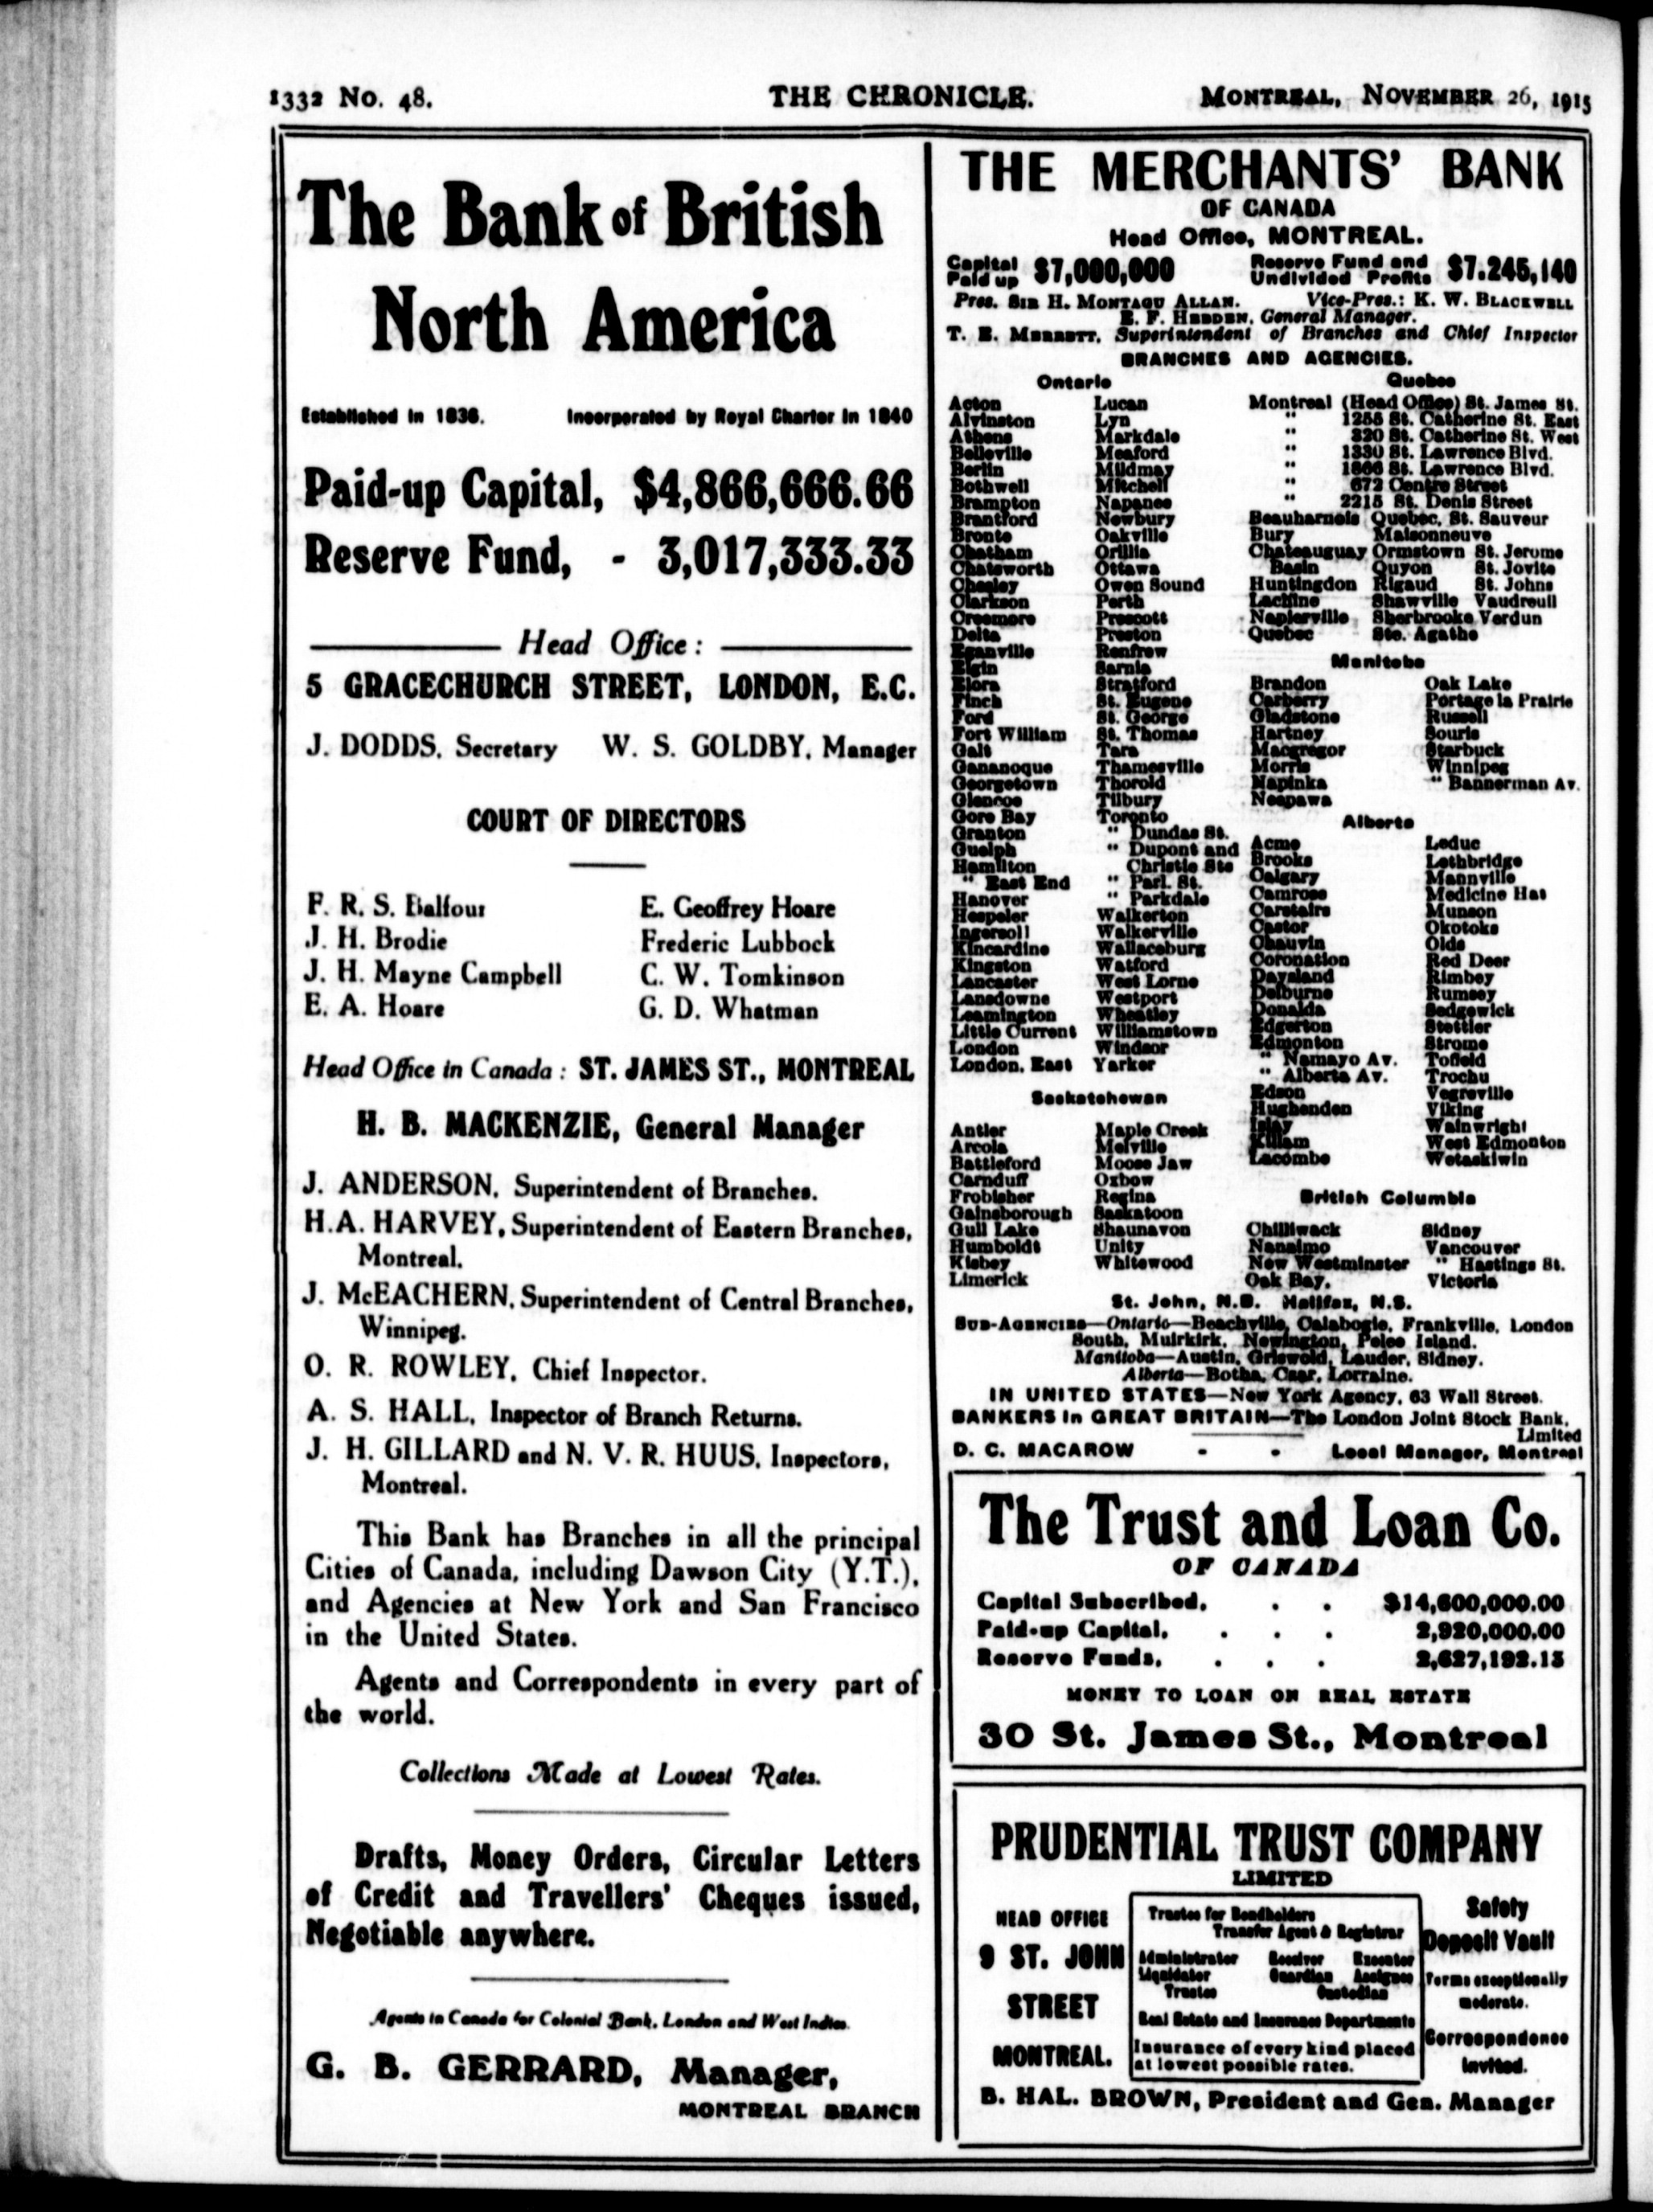 1332 No. 48.
THE CHRONICLE.
MONTREAL, NOVEMBER 26, 1915
The Bank of British
North America
Established in 1836.
Incorporated by Royal Charter in 1840
Paid-up Capital, $4,866,666.66
Reserve Fund, - 3,017,333.33
Head Office :
5 GRACECHURCH STREET, LONDON, E.C.
J. DODDS, Secretary W. S. GOLDBY, Manager
COURT OF DIRECTORS
F. R. S. Balfour E. Geoffrey Hoare
J. H. Brodie Frederic Lubbock
J. H. Mayne Campbell C. W. Tomkinson
E. A. Hoare G. D. Whatman
Head Office in Canada : ST. JAMES ST., MONTREAL
H. B. MACKENZIE, General Manager
J. ANDERSON, Superintendent of Branches.
H.A. HARVEY, Superintendent of Eastern Branches,
Montreal.
J. McEACHERN, Superintendent of Central Branches,
Winnipeg.
O. R. ROWLEY, Chief Inspector.
A. S. HALL, Inspector of Branch Returns.
J. H. GILLARD and N. V. R. HUUS, Inspectors,
Montreal.
This Bank has Branches in all the principal
Cities of Canada, including Dawson City (Y.T.),
and Agencies at New York and San Francisco
in the United States.
Agents and Correspondents in every part of
the world.
Collections Made at Lowest Rates.
Drafts, Money Orders, Circular Letters
of Credit and Travellers' Cheques issued,
Negotiable anywhere.
Agents in Canada for Colonial Bank, London and West Indies.
G. B. GERRARD, Manager,
MONTREAL BRANCH
THE MERCHANTS' BANK
OF CANADA
Head Office, MONTREAL.
Capital Paid up $7,000,000 Reserve Fund and Undivided Profits $7,245,140
Pres. SIR H. MONTAGU ALLAN. Vice-Pres.: K. W. BLACKWELL
E. F. HEBDEN, General Manager.
T. E. MERRETT, Superintendent of Branches and Chief Inspector
BRANCHES AND AGENCIES.
Ontario
Acton Lucan
Alvinston Lyn
Athens Markdale
Belleville Meaford
Berlin Mildmay
Bothwell Mitchell
Brampton Napanee
Brantford Newbury
Bronte Oakville
Chatham Orillia
Chatsworth Ottawa
Chesley Owen Sound
Clarkson Perth
Creemore Prescott
Delta Preston
Eganville Renfrew
Elgin Sarnia
Elora Stratford
Finch St. Eugene
Ford St. George
Fort William St. Thomas
Galt Tara
Gananoque Thamesville
Georgetown Thorold
Glencoe Tilbury
Gore Bay Toronto
Granton " Dundas St.
Guelph " Dupont and
Hamilton Christie Sts
" East End " Parl. St.
Hanover " Parkdale
Hespeler Walkerton
Ingersoll Walkerville
Kincardine Wallaceburg
Kingston Watford
Lancaster West Lorne
Lansdowne Westport
Leamington Wheatley
Little Current Williamstown
London Windsor
London, East Yarker
Saskatchewan
Antler Maple Creek
Arcola Melville
Battleford Moose Jaw
Carnduff Oxbow
Frobisher Regina
Gainsborough Saskatoon
Gull Lake Shaunavon
Humboldt Unity
Kisbey Whitewood
Limerick
Quebec
Montreal (Head Office) St. James St.
" 1255 St. Catherine St. East
" 320 St. Catherine St. West
" 1330 St. Lawrence Blvd.
" 1866 St. Lawrence Blvd.
" 672 Centre Street
" 2215 St. Denis Street
Beauharnois Quebec, St. Sauveur
Bury Maisonneuve
Chateauguay Ormstown St. Jerome
Basin Quyon St. Jovite
Huntingdon Rigaud St. Johns
Lachine Shawville Vaudreuil
Napierville Sherbrooke Verdun
Quebec Ste. Agathe
Manitoba
Brandon Oak Lake
Carberry Portage la Prairie
Gladstone Russell
Hartney Souris
Macgregor Starbuck
Morris Winnipeg
Napinka " Bannerman Av.
Neepawa
Alberta
Acme Leduc
Brooks Lethbridge
Calgary Mannville
Camrose Medicine Hat
Carstairs Munson
Castor Okotoks
Chauvin Olds
Coronation Red Deer
Daysland Rimbey
Delburne Rumsey
Donalda Sedgewick
Edgerton Stettler
Edmonton Strome
" Namayo Av. Tofield
" Alberta Av. Trochu
Edson Vegreville
Hughenden Viking
Islay Wainwright
Killam West Edmonton
Lacombe Wetaskiwin
British Columbia
Chilliwack Sidney
Nanaimo Vancouver
New Westminster " Hastings St.
Oak Bay, Victoria
St. John, N.B. Halifax, N.S.
SUB-AGENCIES—Ontario—Beachville, Calabogie, Frankville, London
South, Muirkirk, Newington, Pelee Island.
Manitoba—Austin, Griswold, Lauder, Sidney.
Alberta—Botha, Czar, Lorraine.
IN UNITED STATES—New York Agency, 63 Wall Street.
BANKERS in GREAT BRITAIN—The London Joint Stock Bank,
Limited
D. C. MACAROW - - Local Manager, Montreal
The Trust and Loan Co.
OF CANADA
Capital Subscribed, . . $14,600,000.00
Paid-up Capital, . . . 2,920,000.00
Reserve Funds, . . . 2,627,192.13
MONEY TO LOAN ON REAL ESTATE
30 St. James St., Montreal
PRUDENTIAL TRUST COMPANY
LIMITED
HEAD OFFICE
9 ST. JOHN
STREET
MONTREAL.
Trustee for Bondholders
Transfer Agent & Registrar
Administrator Receiver Executor
Liquidator Guardian Assignee
Trustee Custodian
Real Estate and Insurance Departments
Insurance of every kind placed
at lowest possible rates.
Safety
Deposit Vault
Terms exceptionally
moderate.
Correspondence
invited.
B. HAL. BROWN, President and Gen. Manager